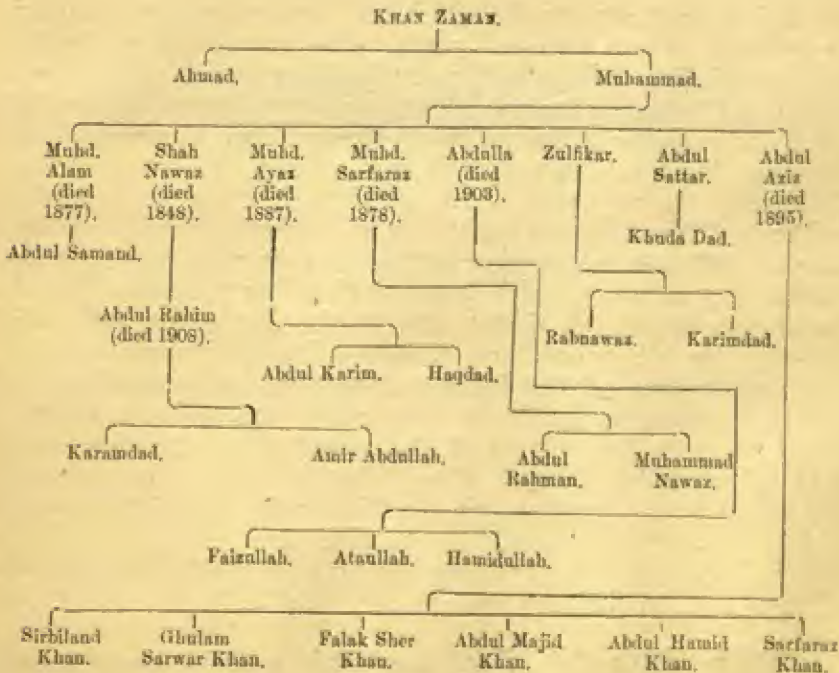 KHAN ZAMAN.
Ahmad.
Muhammad.
Muhd. Alam (died 1877).
Shah Nawaz (died 1848).
Muhd. Ayaz (died 1887).
Muhd. Sarfaraz (died 1878).
Abdulla (died 1903).
Zulfikar.
Abdul Sattar.
Abdul Aziz (died 1895).
Abdul Samand.
Khuda Dad.
Abdul Rahim (died 1908).
Rabnawaz.
Karimdad.
Abdul Karim.
Haqdad.
Karamdad.
Amir Abdullah.
Abdul Rahman.
Muhammad Nawaz.
Faizullah.
Ataullah.
Hamidullah.
Sirbiland Khan.
Ghulam Sarwar Khan.
Falak Sher Khan.
Abdul Majid Khan.
Abdul Hamid Khan.
Sarfaraz Khan.